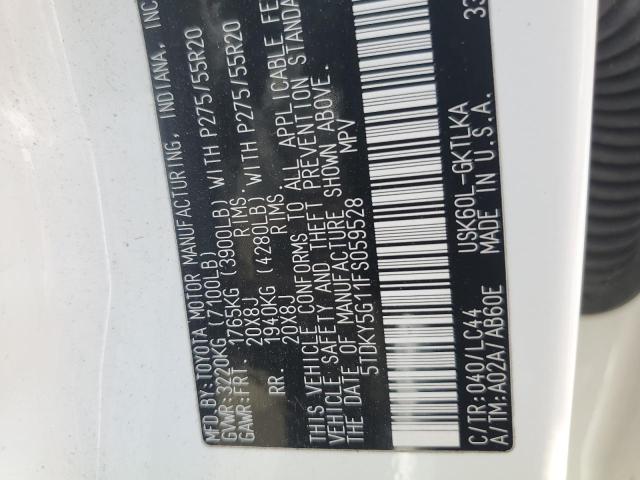 MFD.BY:TOYOTA MOTOR MANUFACTURING, INDIANA, INC
GVWR:3220KG (7100LB)
GAWR:FRT. 1765KG (3900LB) WITH P275/55R20
20X8J RIMS
RR. 1940KG (4280LB) WITH P275/55R20
20X8J RIMS
THIS VEHICLE CONFORMS TO ALL APPLICABLE FE
VEHICLE SAFETY AND THEFT PREVENTION STANDA
THE DATE OF MANUFACTURE SHOWN ABOVE.
5TDKY5G11FS059528 MPV
33
C/TR:040/LC44 USK60L-GKTLKA
A/TM:A02A/AB60E MADE IN U.S.A.